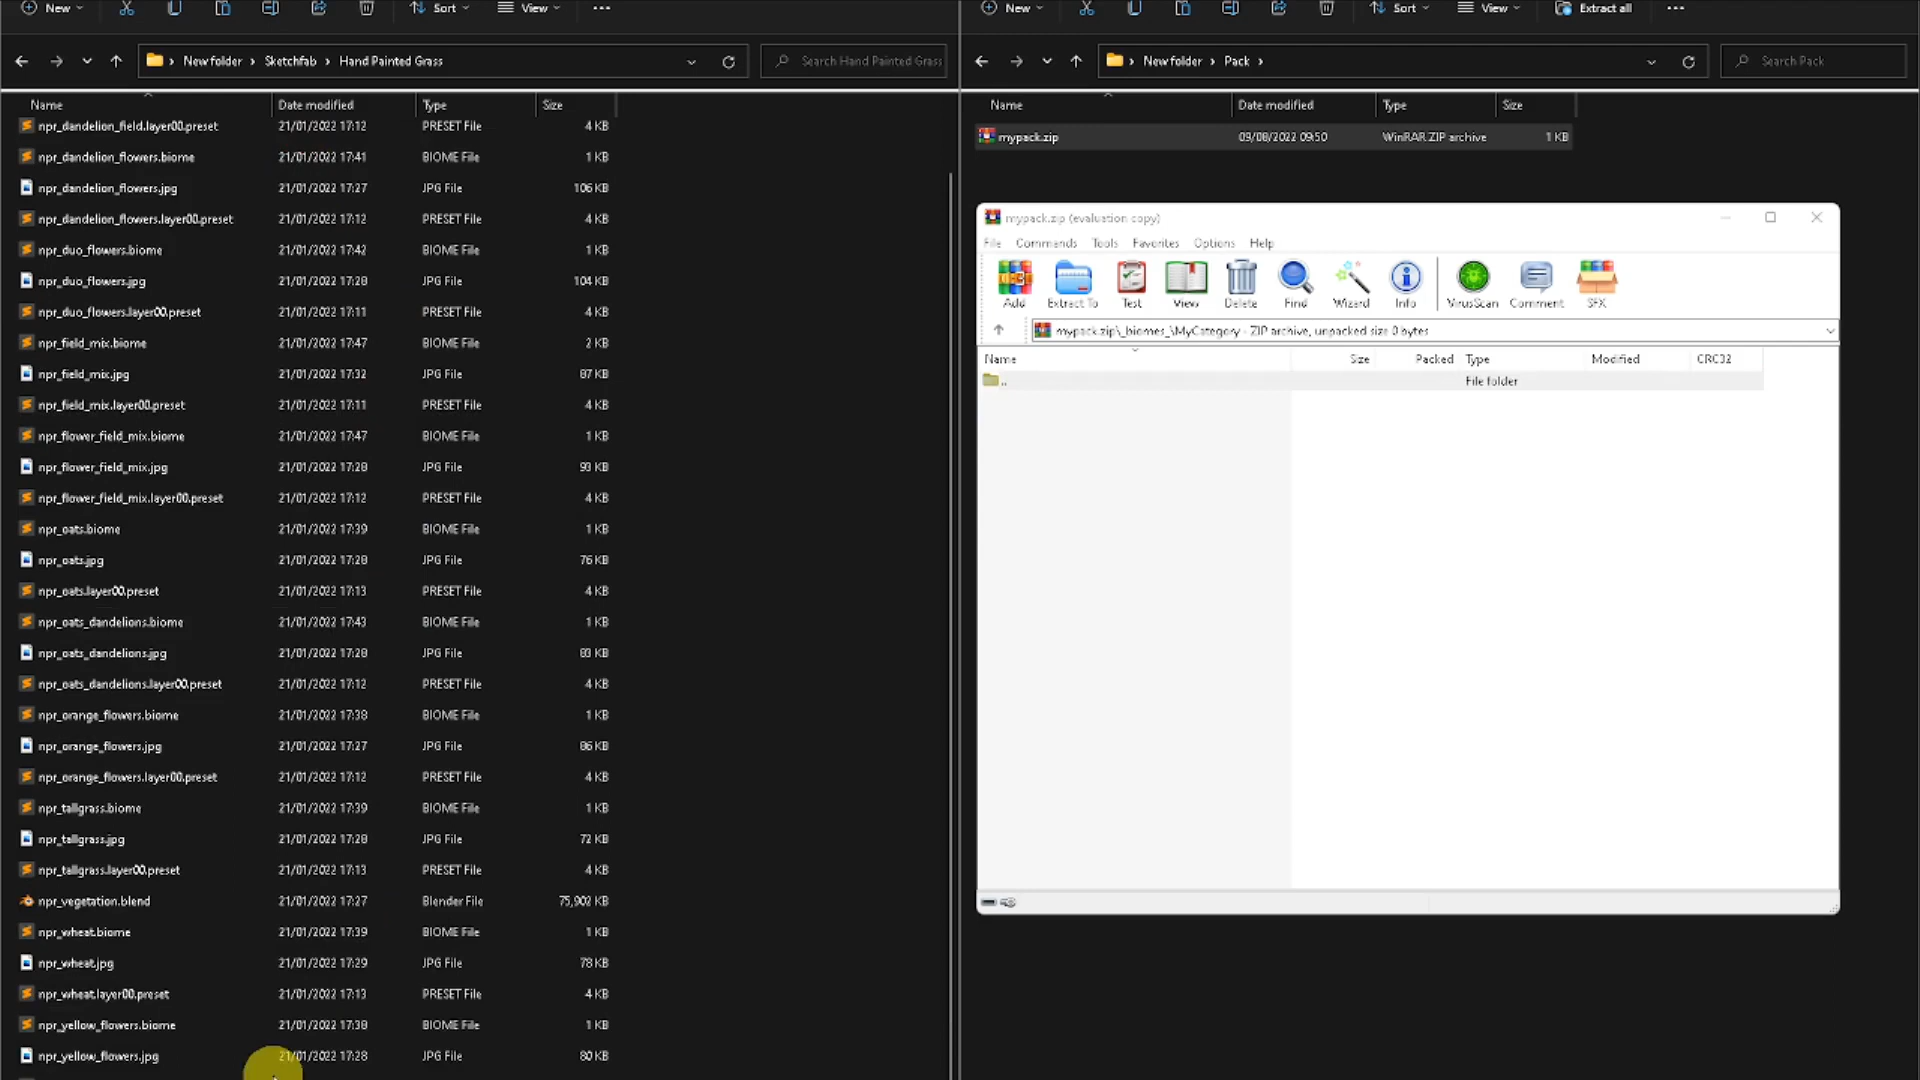 New
Sort
View
New folder > Sketchfab > Hand Painted Grass
Search Hand Painted Grass
Name Date modified Type Size
npr_dandelion_field.layer00.preset 21/01/2022 17:12 PRESET File 4 KB
npr_dandelion_flowers.biome 21/01/2022 17:41 BIOME File 1 KB
npr_dandelion_flowers.jpg 21/01/2022 17:27 JPG File 106 KB
npr_dandelion_flowers.layer00.preset 21/01/2022 17:12 PRESET File 4 KB
npr_duo_flowers.biome 21/01/2022 17:42 BIOME File 1 KB
npr_duo_flowers.jpg 21/01/2022 17:28 JPG File 104 KB
npr_duo_flowers.layer00.preset 21/01/2022 17:11 PRESET File 4 KB
npr_field_mix.biome 21/01/2022 17:47 BIOME File 2 KB
npr_field_mix.jpg 21/01/2022 17:32 JPG File 87 KB
npr_field_mix.layer00.preset 21/01/2022 17:11 PRESET File 4 KB
npr_flower_field_mix.biome 21/01/2022 17:47 BIOME File 1 KB
npr_flower_field_mix.jpg 21/01/2022 17:28 JPG File 93 KB
npr_flower_field_mix.layer00.preset 21/01/2022 17:12 PRESET File 4 KB
npr_oats.biome 21/01/2022 17:39 BIOME File 1 KB
npr_oats.jpg 21/01/2022 17:28 JPG File 76 KB
npr_oats.layer00.preset 21/01/2022 17:13 PRESET File 4 KB
npr_oats_dandelions.biome 21/01/2022 17:43 BIOME File 1 KB
npr_oats_dandelions.jpg 21/01/2022 17:28 JPG File 83 KB
npr_oats_dandelions.layer00.preset 21/01/2022 17:12 PRESET File 4 KB
npr_orange_flowers.biome 21/01/2022 17:38 BIOME File 1 KB
npr_orange_flowers.jpg 21/01/2022 17:27 JPG File 86 KB
npr_orange_flowers.layer00.preset 21/01/2022 17:12 PRESET File 4 KB
npr_tallgrass.biome 21/01/2022 17:39 BIOME File 1 KB
npr_tallgrass.jpg 21/01/2022 17:28 JPG File 72 KB
npr_tallgrass.layer00.preset 21/01/2022 17:13 PRESET File 4 KB
npr_vegetation.blend 21/01/2022 17:27 Blender File 75,902 KB
npr_wheat.biome 21/01/2022 17:39 BIOME File 1 KB
npr_wheat.jpg 21/01/2022 17:29 JPG File 78 KB
npr_wheat.layer00.preset 21/01/2022 17:13 PRESET File 4 KB
npr_yellow_flowers.biome 21/01/2022 17:38 BIOME File 1 KB
npr_yellow_flowers.jpg 21/01/2022 17:28 JPG File 80 KB
New
Sort
View
Extract all
New folder > Pack >
Search Pack
Name Date modified Type Size
mypack.zip 09/08/2022 09:50 WinRAR ZIP archive 1 KB
mypack.zip (evaluation copy)
File Commands Tools Favorites Options Help
Add Extract To Test View Delete Find Wizard Info VirusScan Comment SFX
mypack.zip\_biomes_\MyCategory - ZIP archive, unpacked size 0 bytes
Name Size Packed Type Modified CRC32
.. File folder